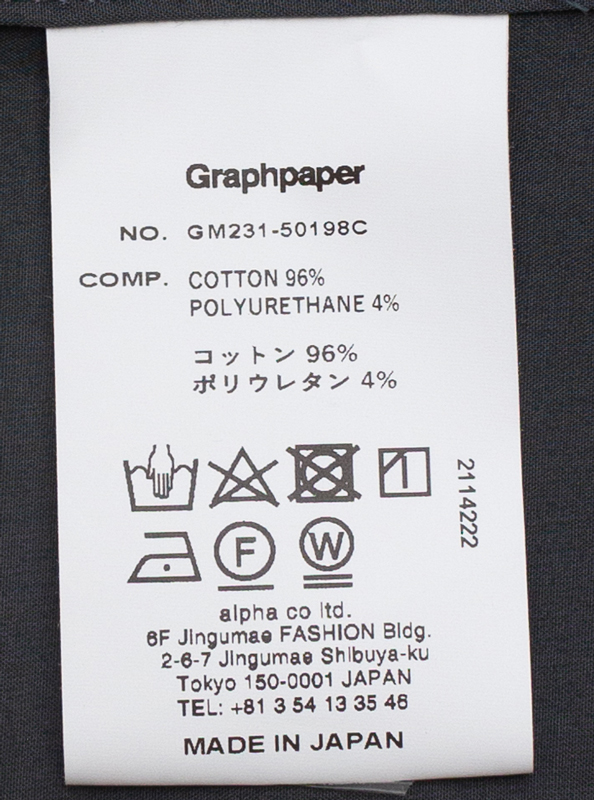 Graphpaper
NO. GM231-50198C
COMP. COTTON 96%
POLYURETHANE 4%
コットン 96%
ポリウレタン 4%
2114222
F W
alpha co ltd.
6F Jingumae FASHION Bldg.
2-6-7 Jingumae Shibuya-ku
Tokyo 150-0001 JAPAN
TEL: +81 3 54 13 35 46
MADE IN JAPAN